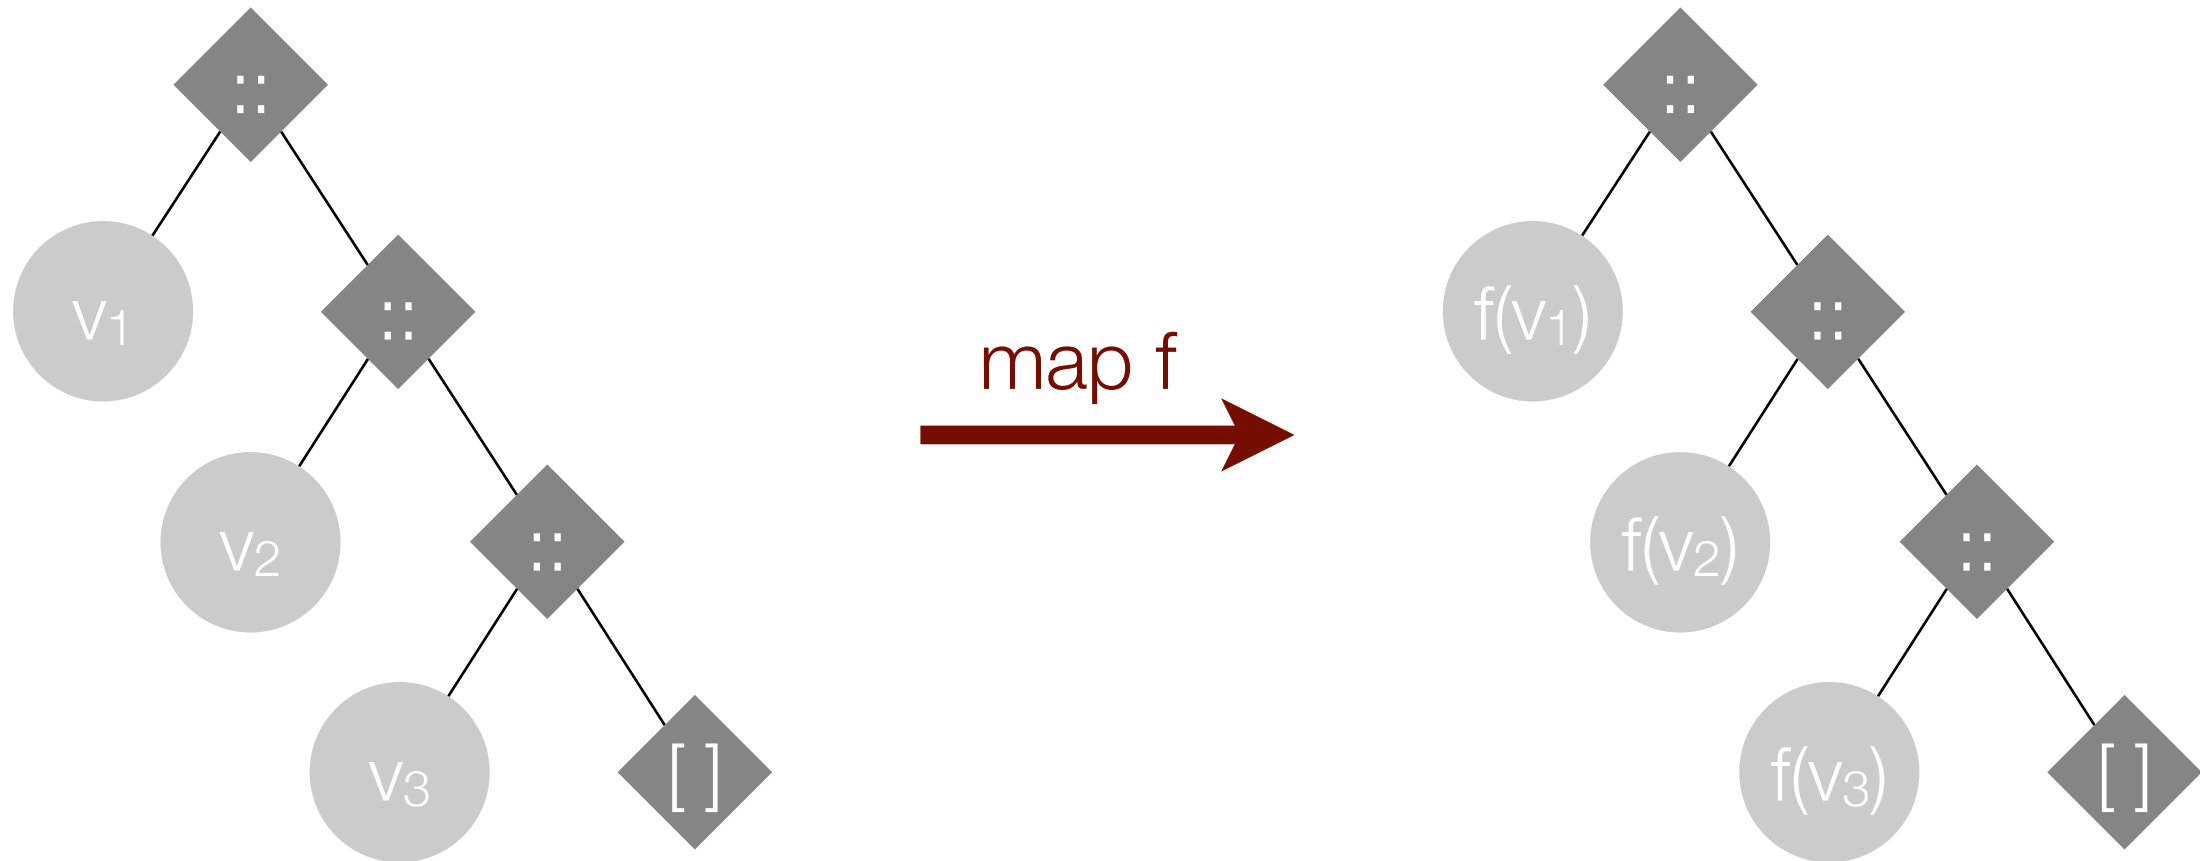 ::
v₁
::
v₂
::
v₃
[ ]
map f
::
f(v₁)
::
f(v₂)
::
f(v₃)
[ ]